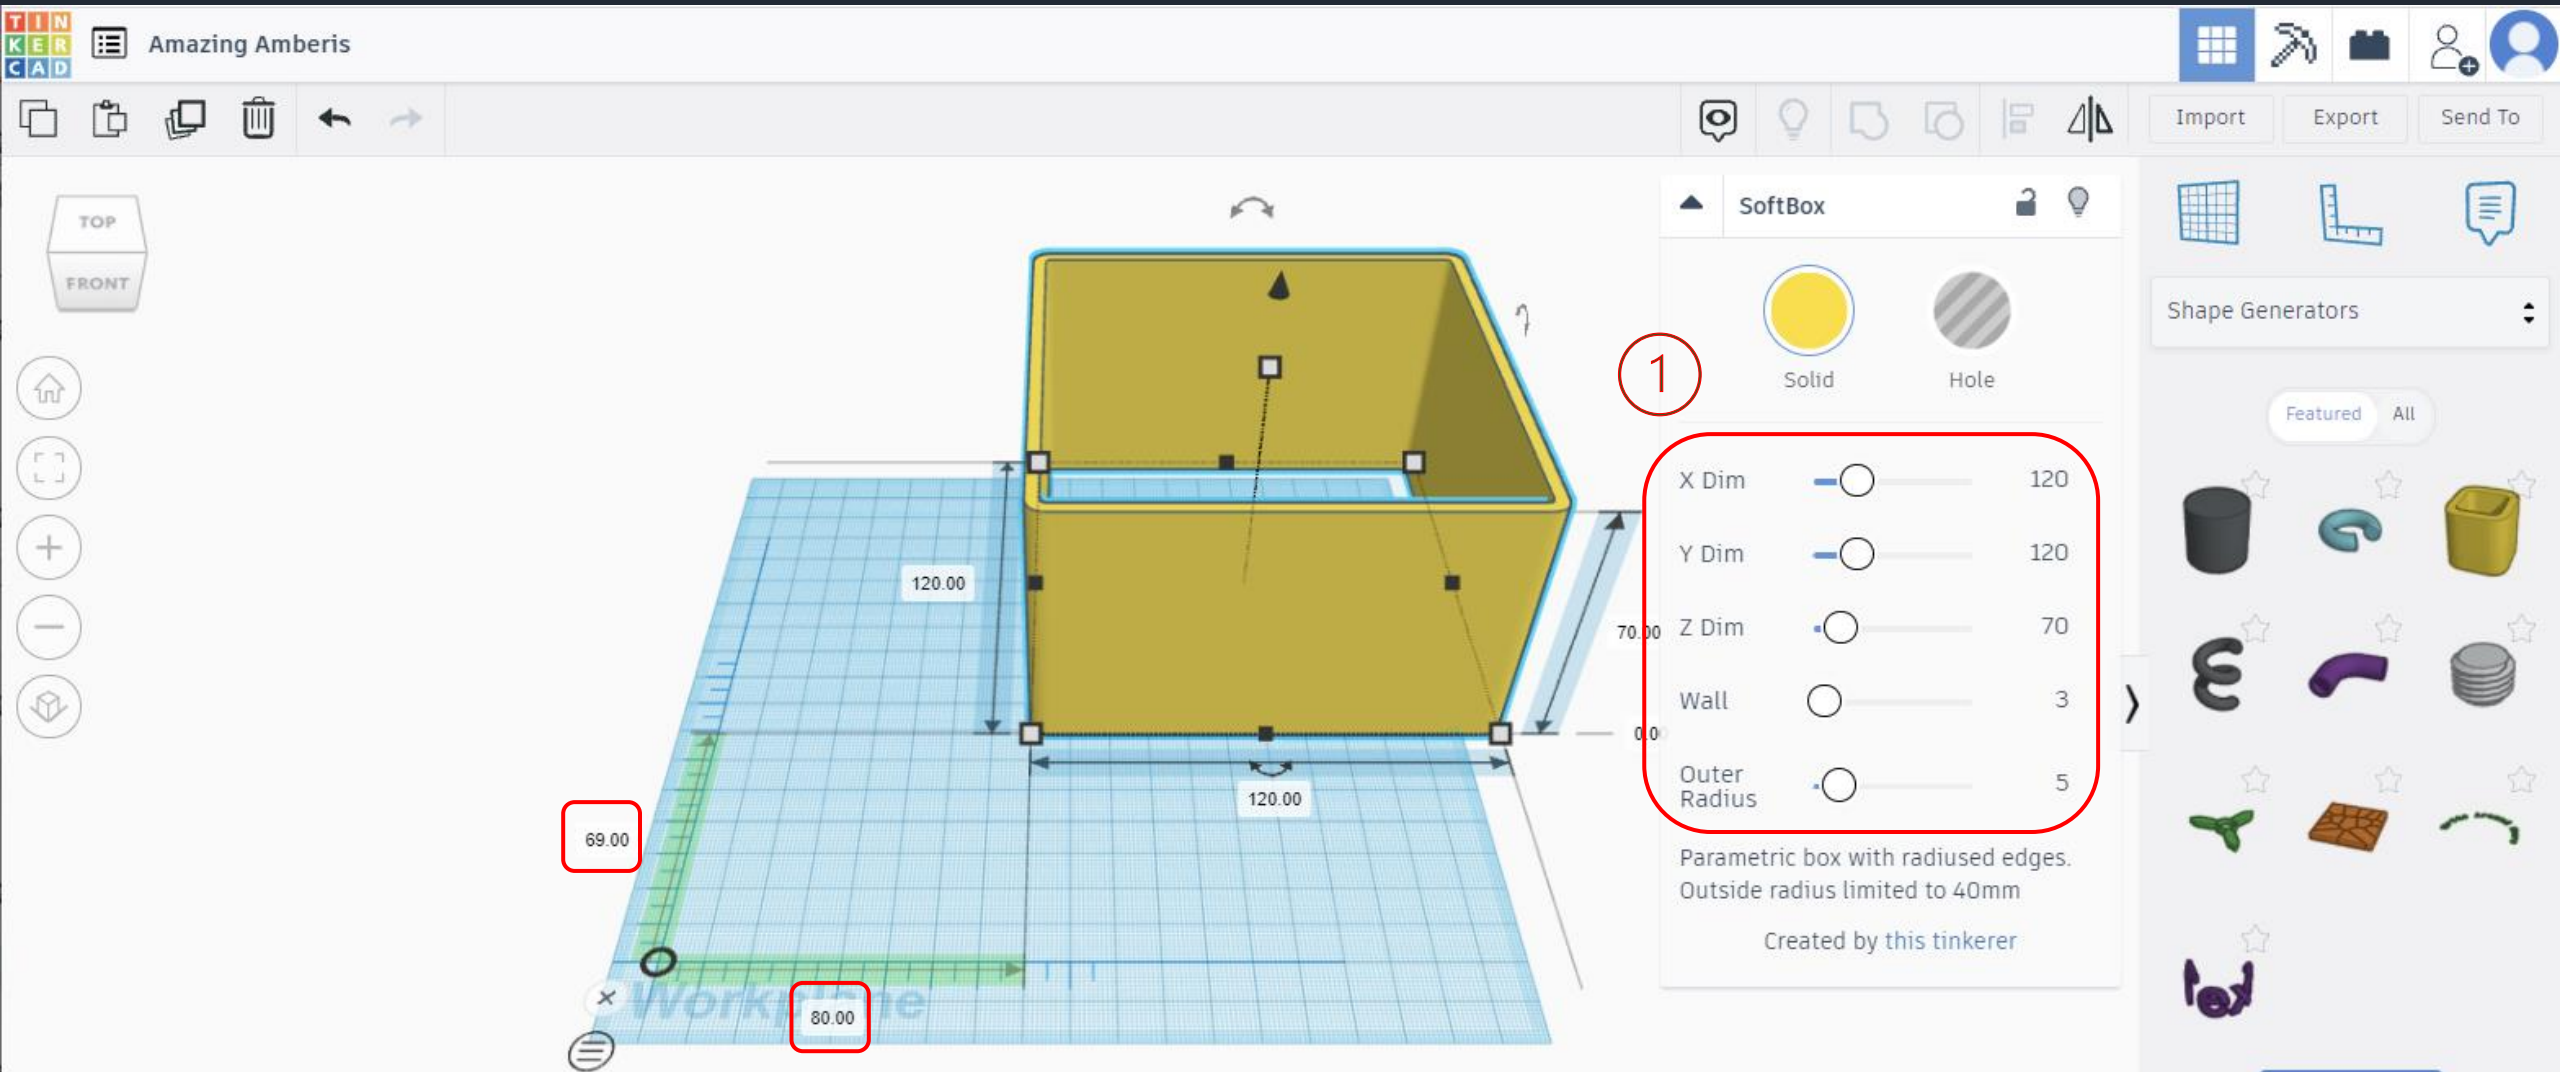 TIN
KER
CAD
Amazing Amberis
Import
Export
Send To
TOP
FRONT
SoftBox
Solid
Hole
1
Shape Generators
Featured
All
X Dim 120
Y Dim 120
Z Dim 70
Wall 3
Outer
Radius 5
Parametric box with radiused edges.
Outside radius limited to 40mm
Created by this tinkerer
120.00
70.00
120.00
69.00
80.00